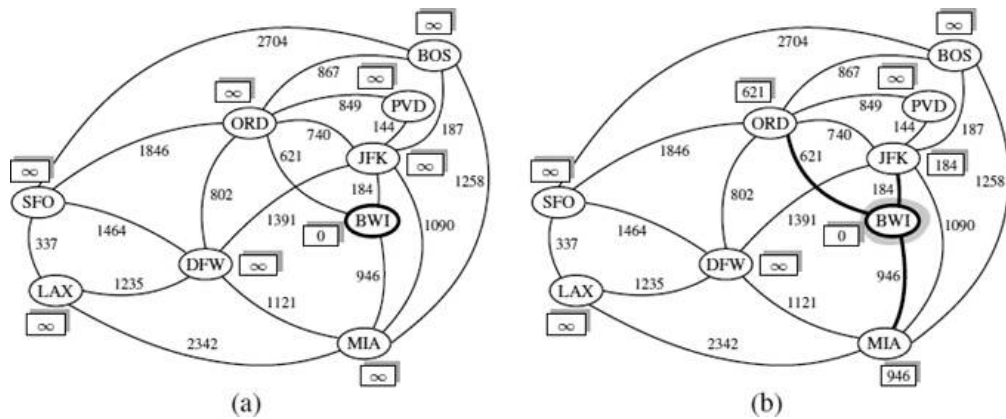 ∞
2704
BOS
867
∞
∞
849
PVD
ORD
144
740
187
JFK
1846
621
∞
∞
184
1258
SFO
802
1391
BWI
0
1090
1464
337
DFW
∞
946
1235
LAX
1121
∞
2342
MIA
∞
(a)
∞
2704
BOS
867
∞
621
849
PVD
ORD
144
740
187
JFK
1846
621
184
∞
184
1258
SFO
802
1391
BWI
0
1090
1464
337
DFW
∞
946
1235
LAX
1121
∞
2342
MIA
946
(b)